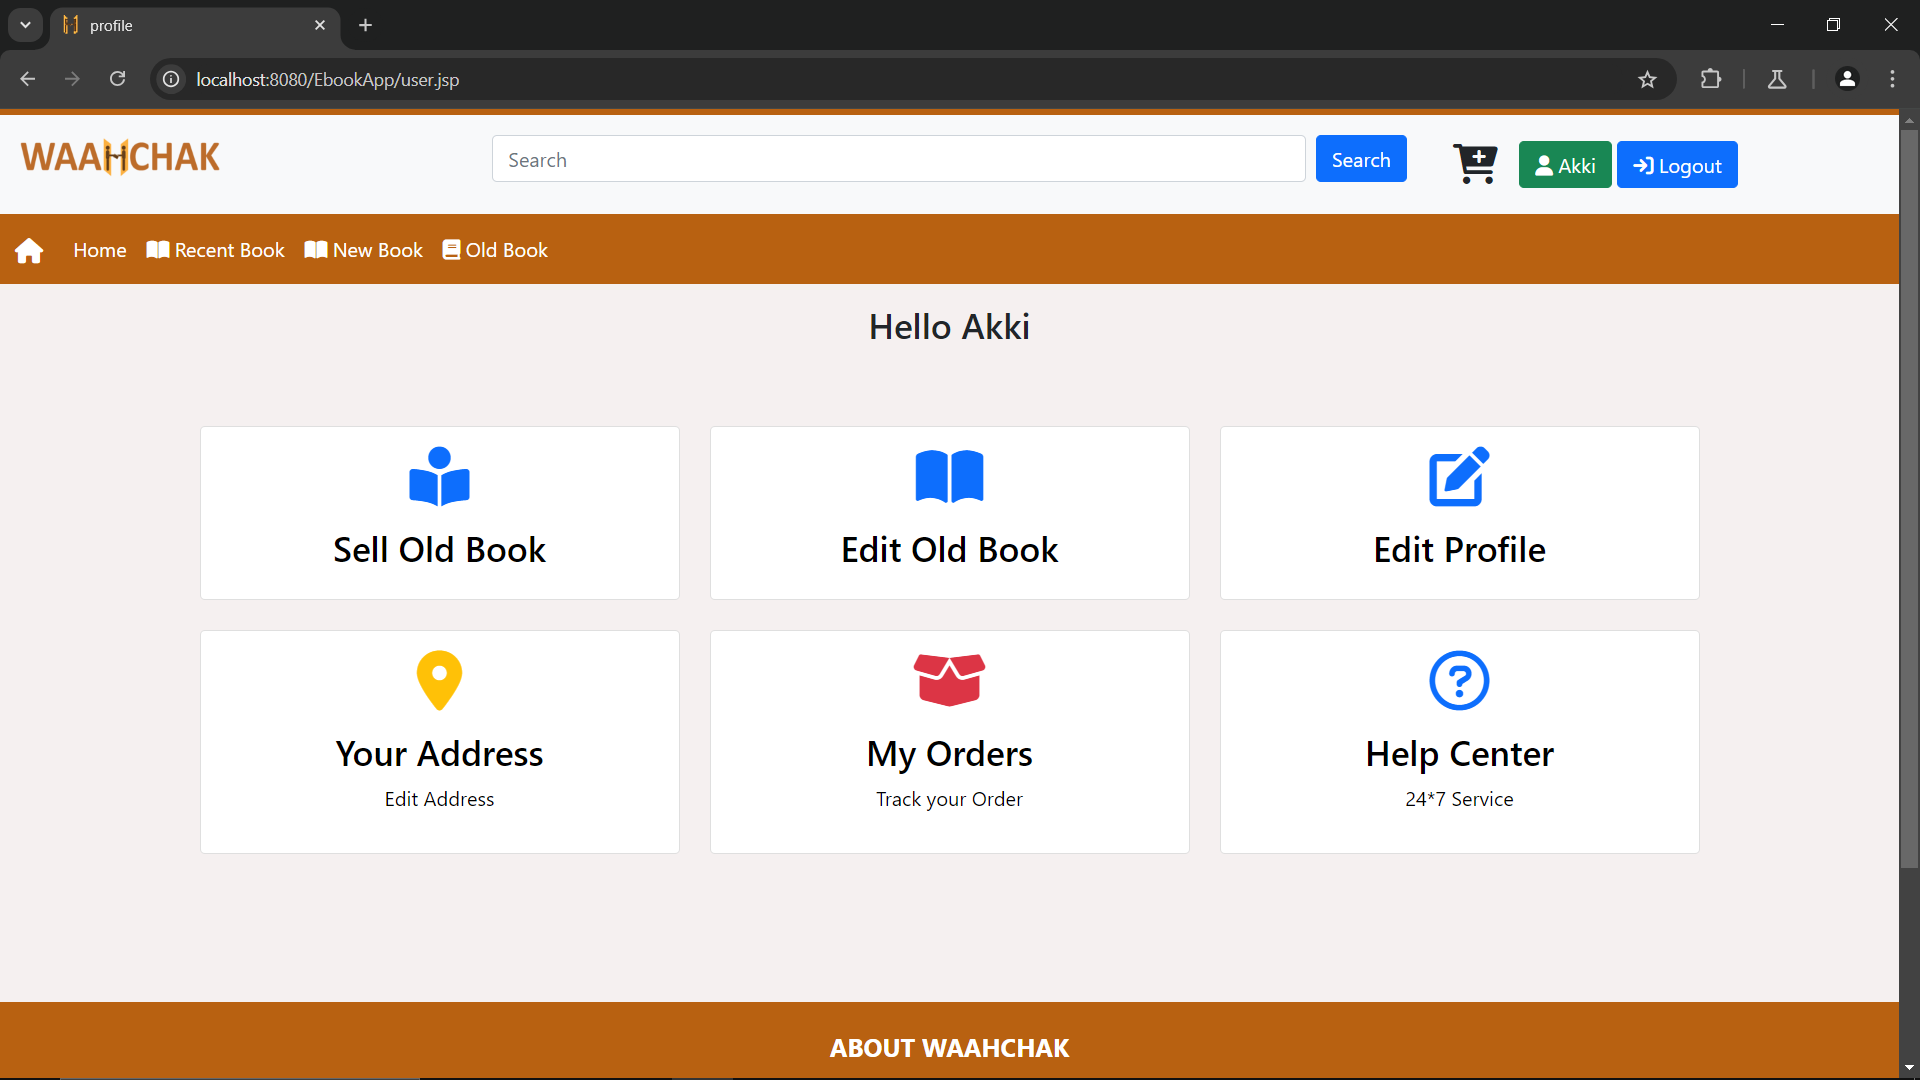 profile
localhost:8080/EbookApp/user.jsp
WAAHCHAK
Search
Search
Akki
Logout
Home
Recent Book
New Book
Old Book
Hello Akki
Sell Old Book
Edit Old Book
Edit Profile
Your Address
Edit Address
My Orders
Track your Order
Help Center
24*7 Service
ABOUT WAAHCHAK